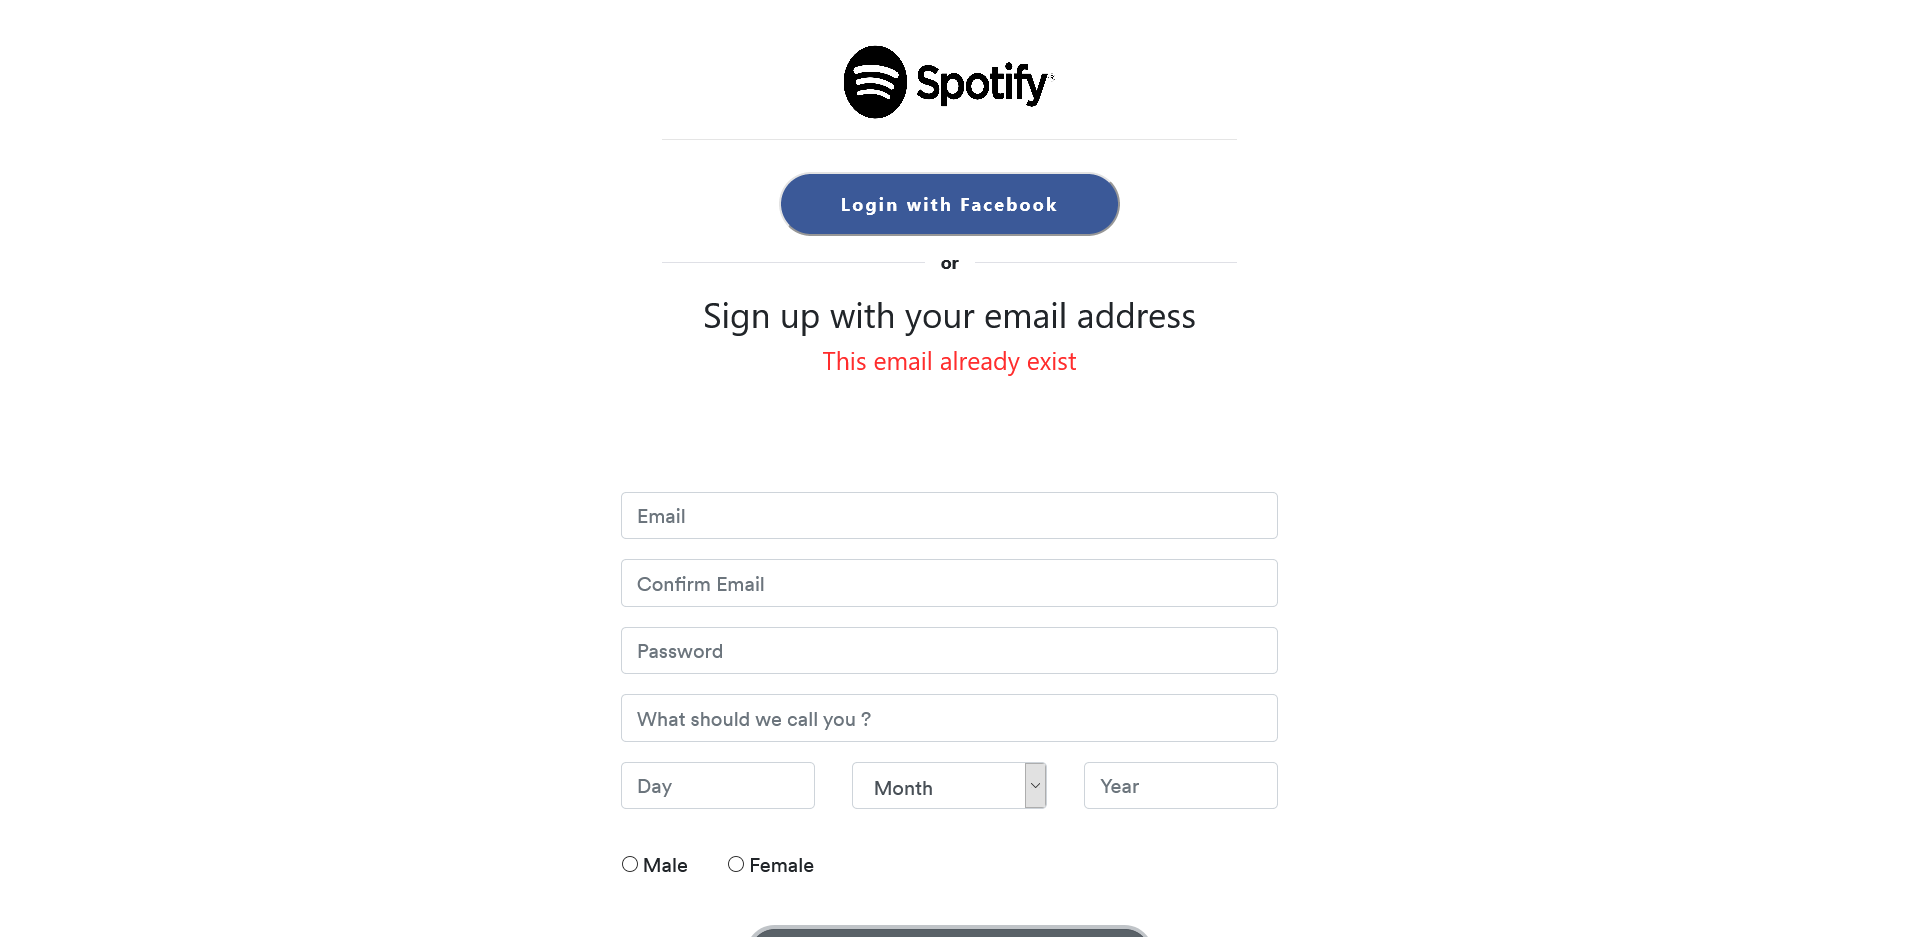 Spotify
Login with Facebook
or
Sign up with your email address
This email already exist
Email
Confirm Email
Password
What should we call you ?
Day
Month
Year
Male
Female